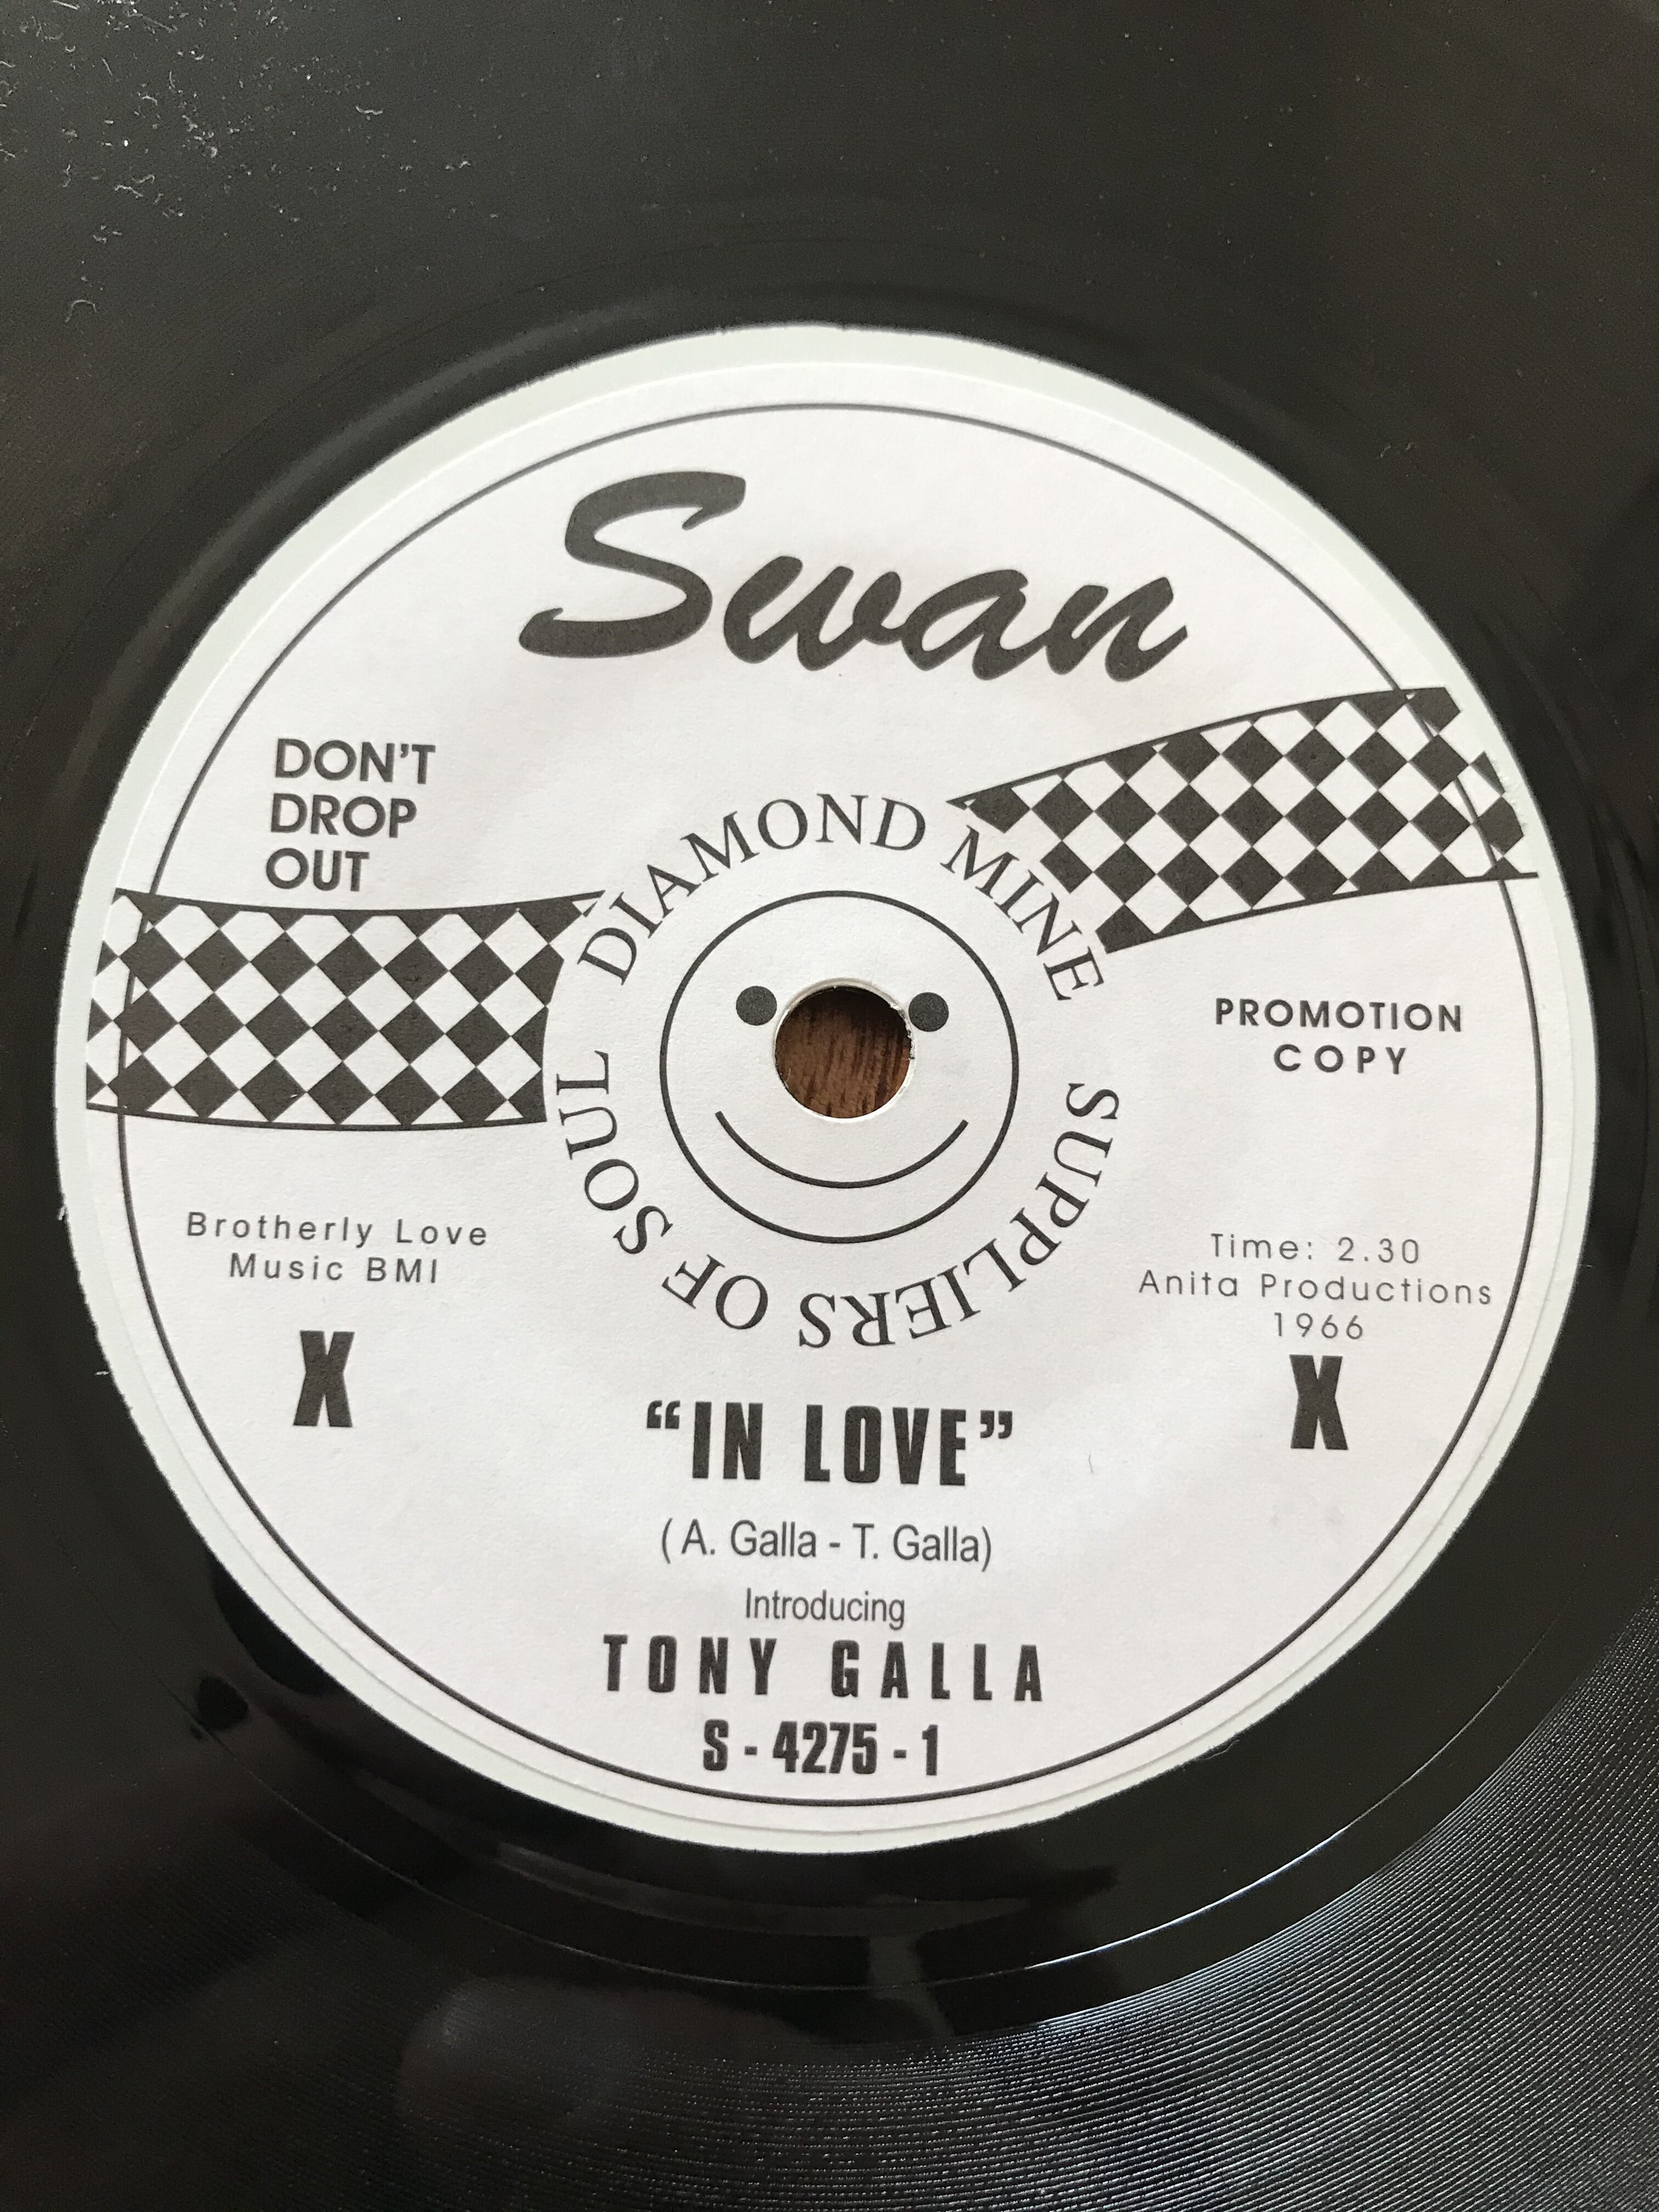 Swan
DON'T
DROP
OUT
DIAMOND MINE
SUPPLIERS OF SOUL
PROMOTION
COPY
Brotherly Love
Music BMI
X
Time: 2.30
Anita Productions
1966
X
“IN LOVE”
( A. Galla - T. Galla)
Introducing
TONY GALLA
S - 4275 - 1